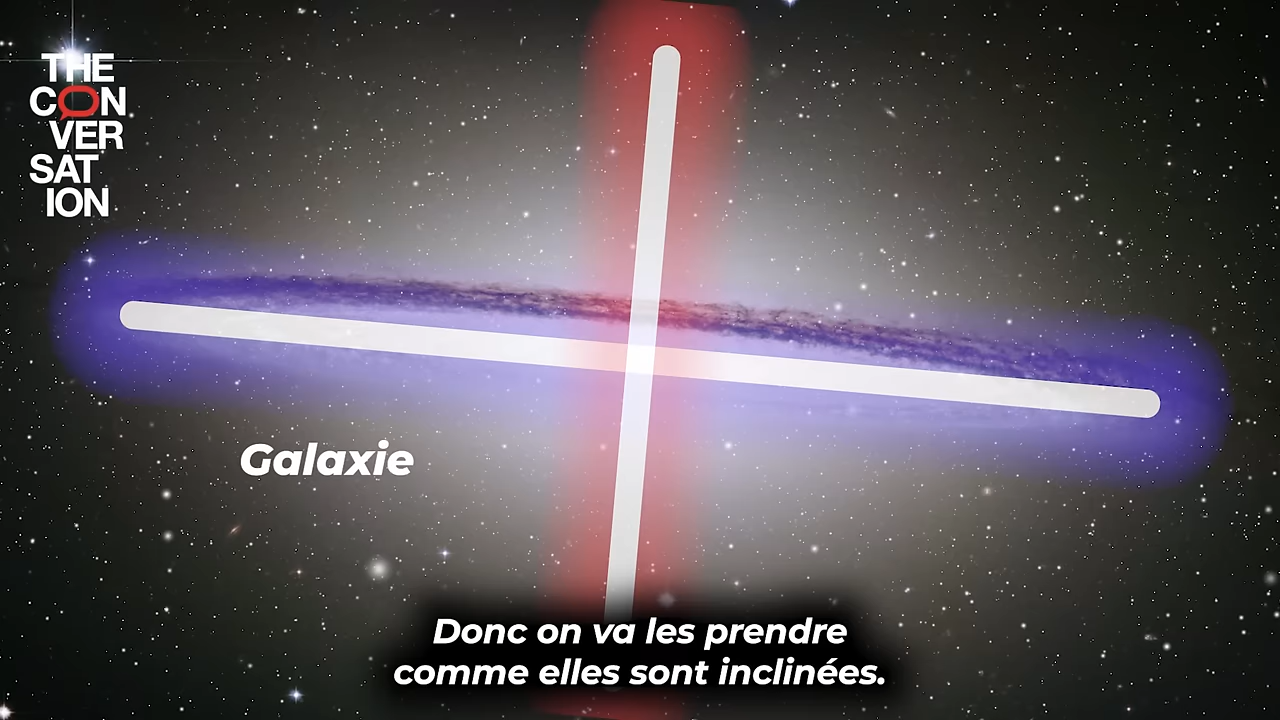 THE
CON
VER
SAT
ION
Galaxie
Donc on va les prendre
comme elles sont inclinées.